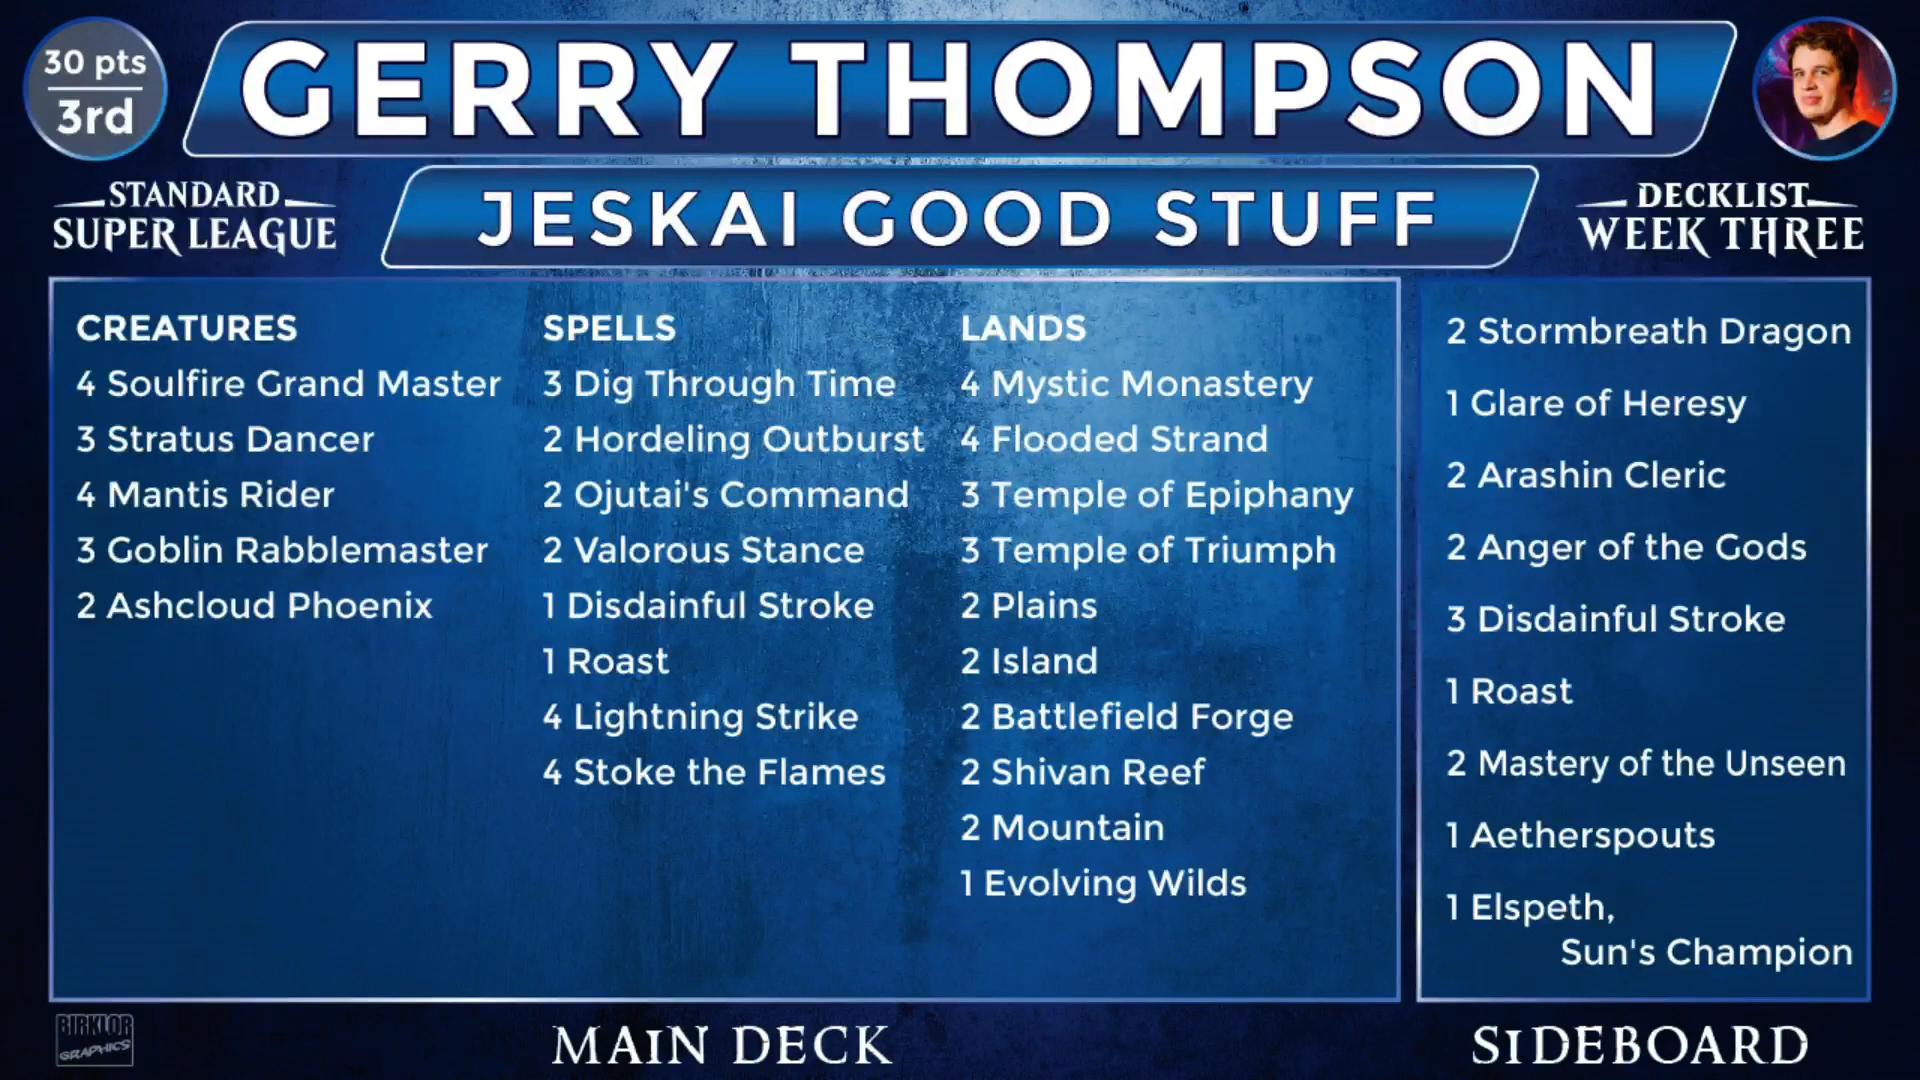 30 pts
3rd
GERRY THOMPSON
STANDARD
SUPER LEAGUE
JESKAI GOOD STUFF
DECKLIST
WEEK THREE
CREATURES
4 Soulfire Grand Master
3 Stratus Dancer
4 Mantis Rider
3 Goblin Rabblemaster
2 Ashcloud Phoenix
SPELLS
3 Dig Through Time
2 Hordeling Outburst
2 Ojutai's Command
2 Valorous Stance
1 Disdainful Stroke
1 Roast
4 Lightning Strike
4 Stoke the Flames
LANDS
4 Mystic Monastery
4 Flooded Strand
3 Temple of Epiphany
3 Temple of Triumph
2 Plains
2 Island
2 Battlefield Forge
2 Shivan Reef
2 Mountain
1 Evolving Wilds
2 Stormbreath Dragon
1 Glare of Heresy
2 Arashin Cleric
2 Anger of the Gods
3 Disdainful Stroke
1 Roast
2 Mastery of the Unseen
1 Aetherspouts
1 Elspeth,
Sun's Champion
BIRKLOR
GRAPHICS
MAIN DECK
SIDEBOARD